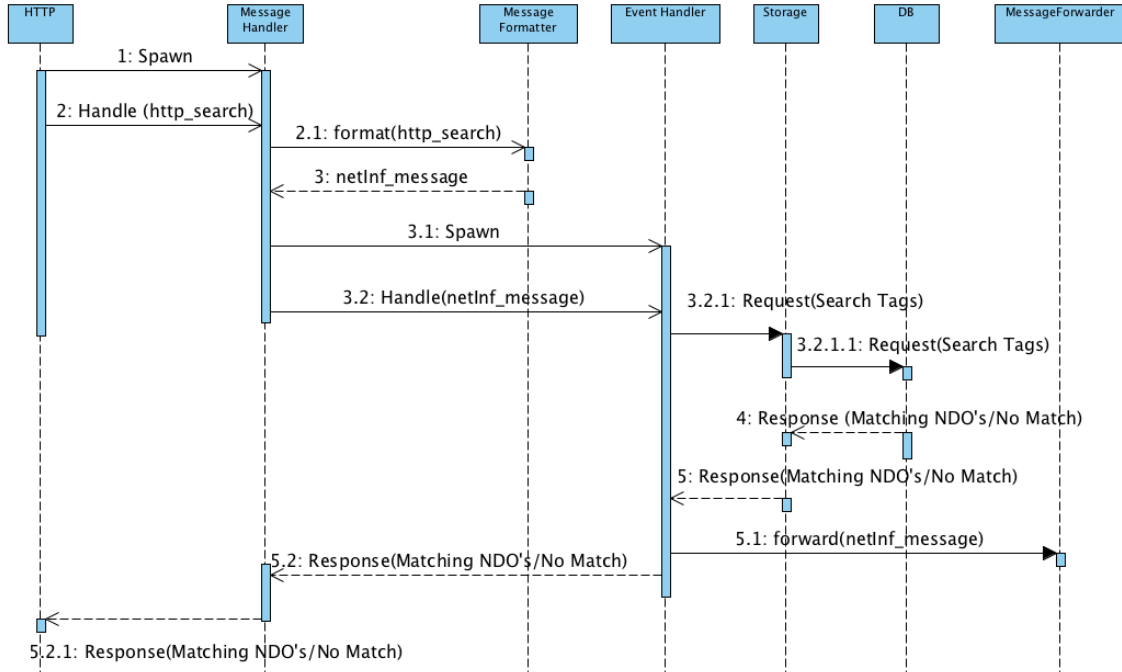 HTTP
Message
Handler
Message
Formatter
Event Handler
Storage
DB
MessageForwarder
1: Spawn
2: Handle (http_search)
2.1: format(http_search)
3: netInf_message
3.1: Spawn
3.2: Handle(netInf_message)
3.2.1: Request(Search Tags)
3.2.1.1: Request(Search Tags)
4: Response (Matching NDO's/No Match)
5: Response(Matching NDO's/No Match)
5.1: forward(netInf_message)
5.2: Response(Matching NDO's/No Match)
5.2.1: Response(Matching NDO's/No Match)